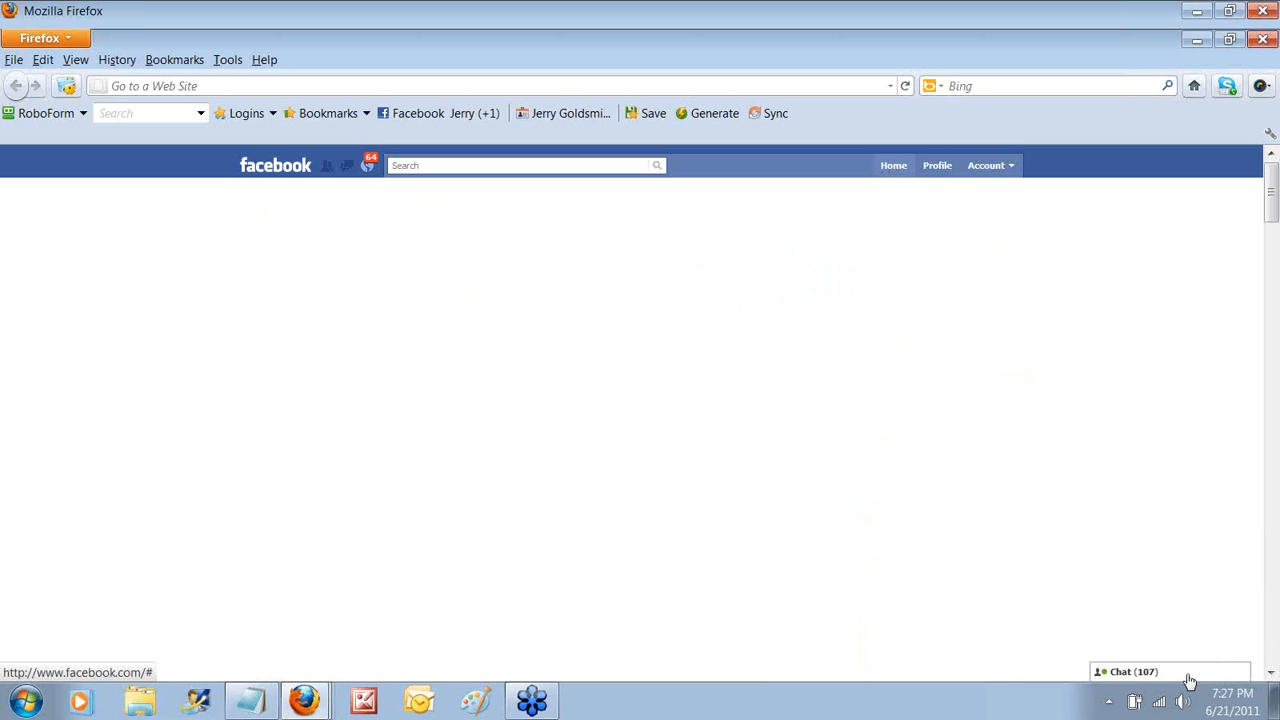 Mozilla Firefox
Firefox
File Edit View History Bookmarks Tools Help
Go to a Web Site
Bing
RoboForm Search Logins Bookmarks Facebook Jerry (+1) Jerry Goldsmi... Save Generate Sync
facebook 64 Search Home Profile Account
http://www.facebook.com/#
Chat (107)
7:27 PM
6/21/2011